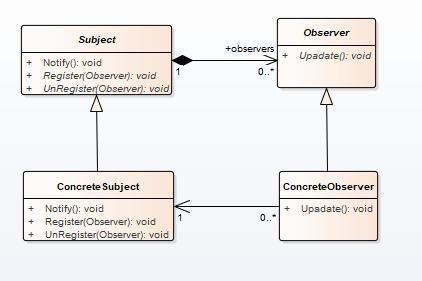 Subject
+ Notify(): void
+ Register(Observer): void
+ UnRegister(Observer): void
1
+observers
0..*
Observer
+ Upadate(): void
ConcreteSubject
+ Notify(): void
+ Register(Observer): void
+ UnRegister(Observer): void
1
0..*
ConcreteObserver
+ Upadate(): void